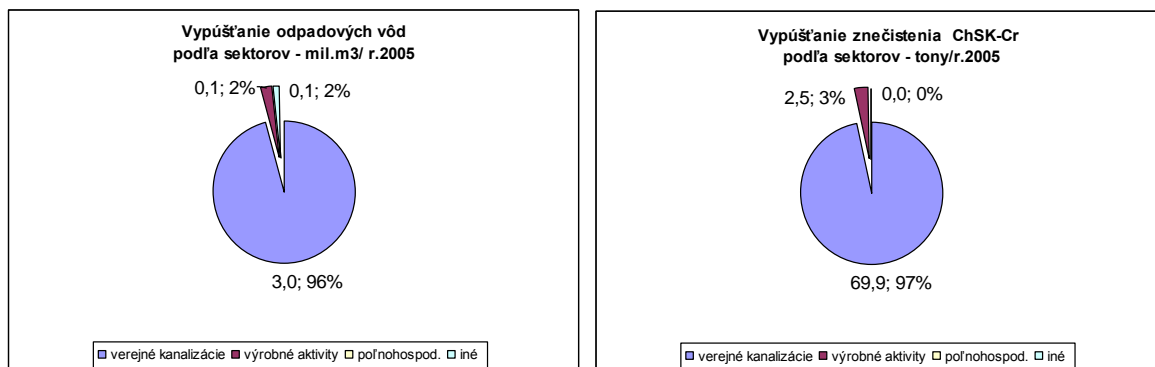 Vypúšťanie odpadových vôd
podľa sektorov - mil.m3/ r.2005
0,1; 2%
0,1; 2%
3,0; 96%
verejné kanalizácie výrobné aktivity poľnohospod. iné
Vypúšťanie znečistenia ChSK-Cr
podľa sektorov - tony/r.2005
2,5; 3%
0,0; 0%
69,9; 97%
verejné kanalizácie výrobné aktivity poľnohospod. iné